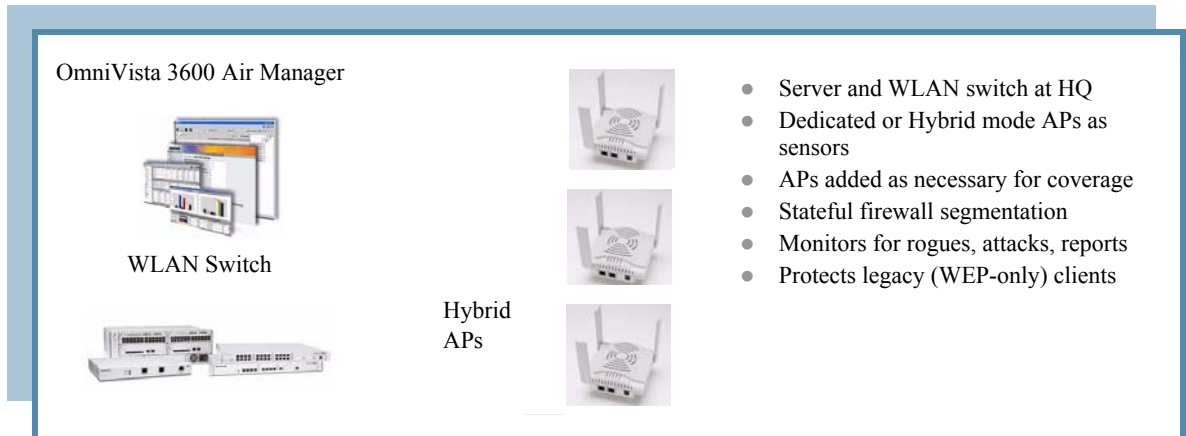 OmniVista 3600 Air Manager
WLAN Switch
Hybrid
APs
● Server and WLAN switch at HQ
● Dedicated or Hybrid mode APs as
sensors
● APs added as necessary for coverage
● Stateful firewall segmentation
● Monitors for rogues, attacks, reports
● Protects legacy (WEP-only) clients